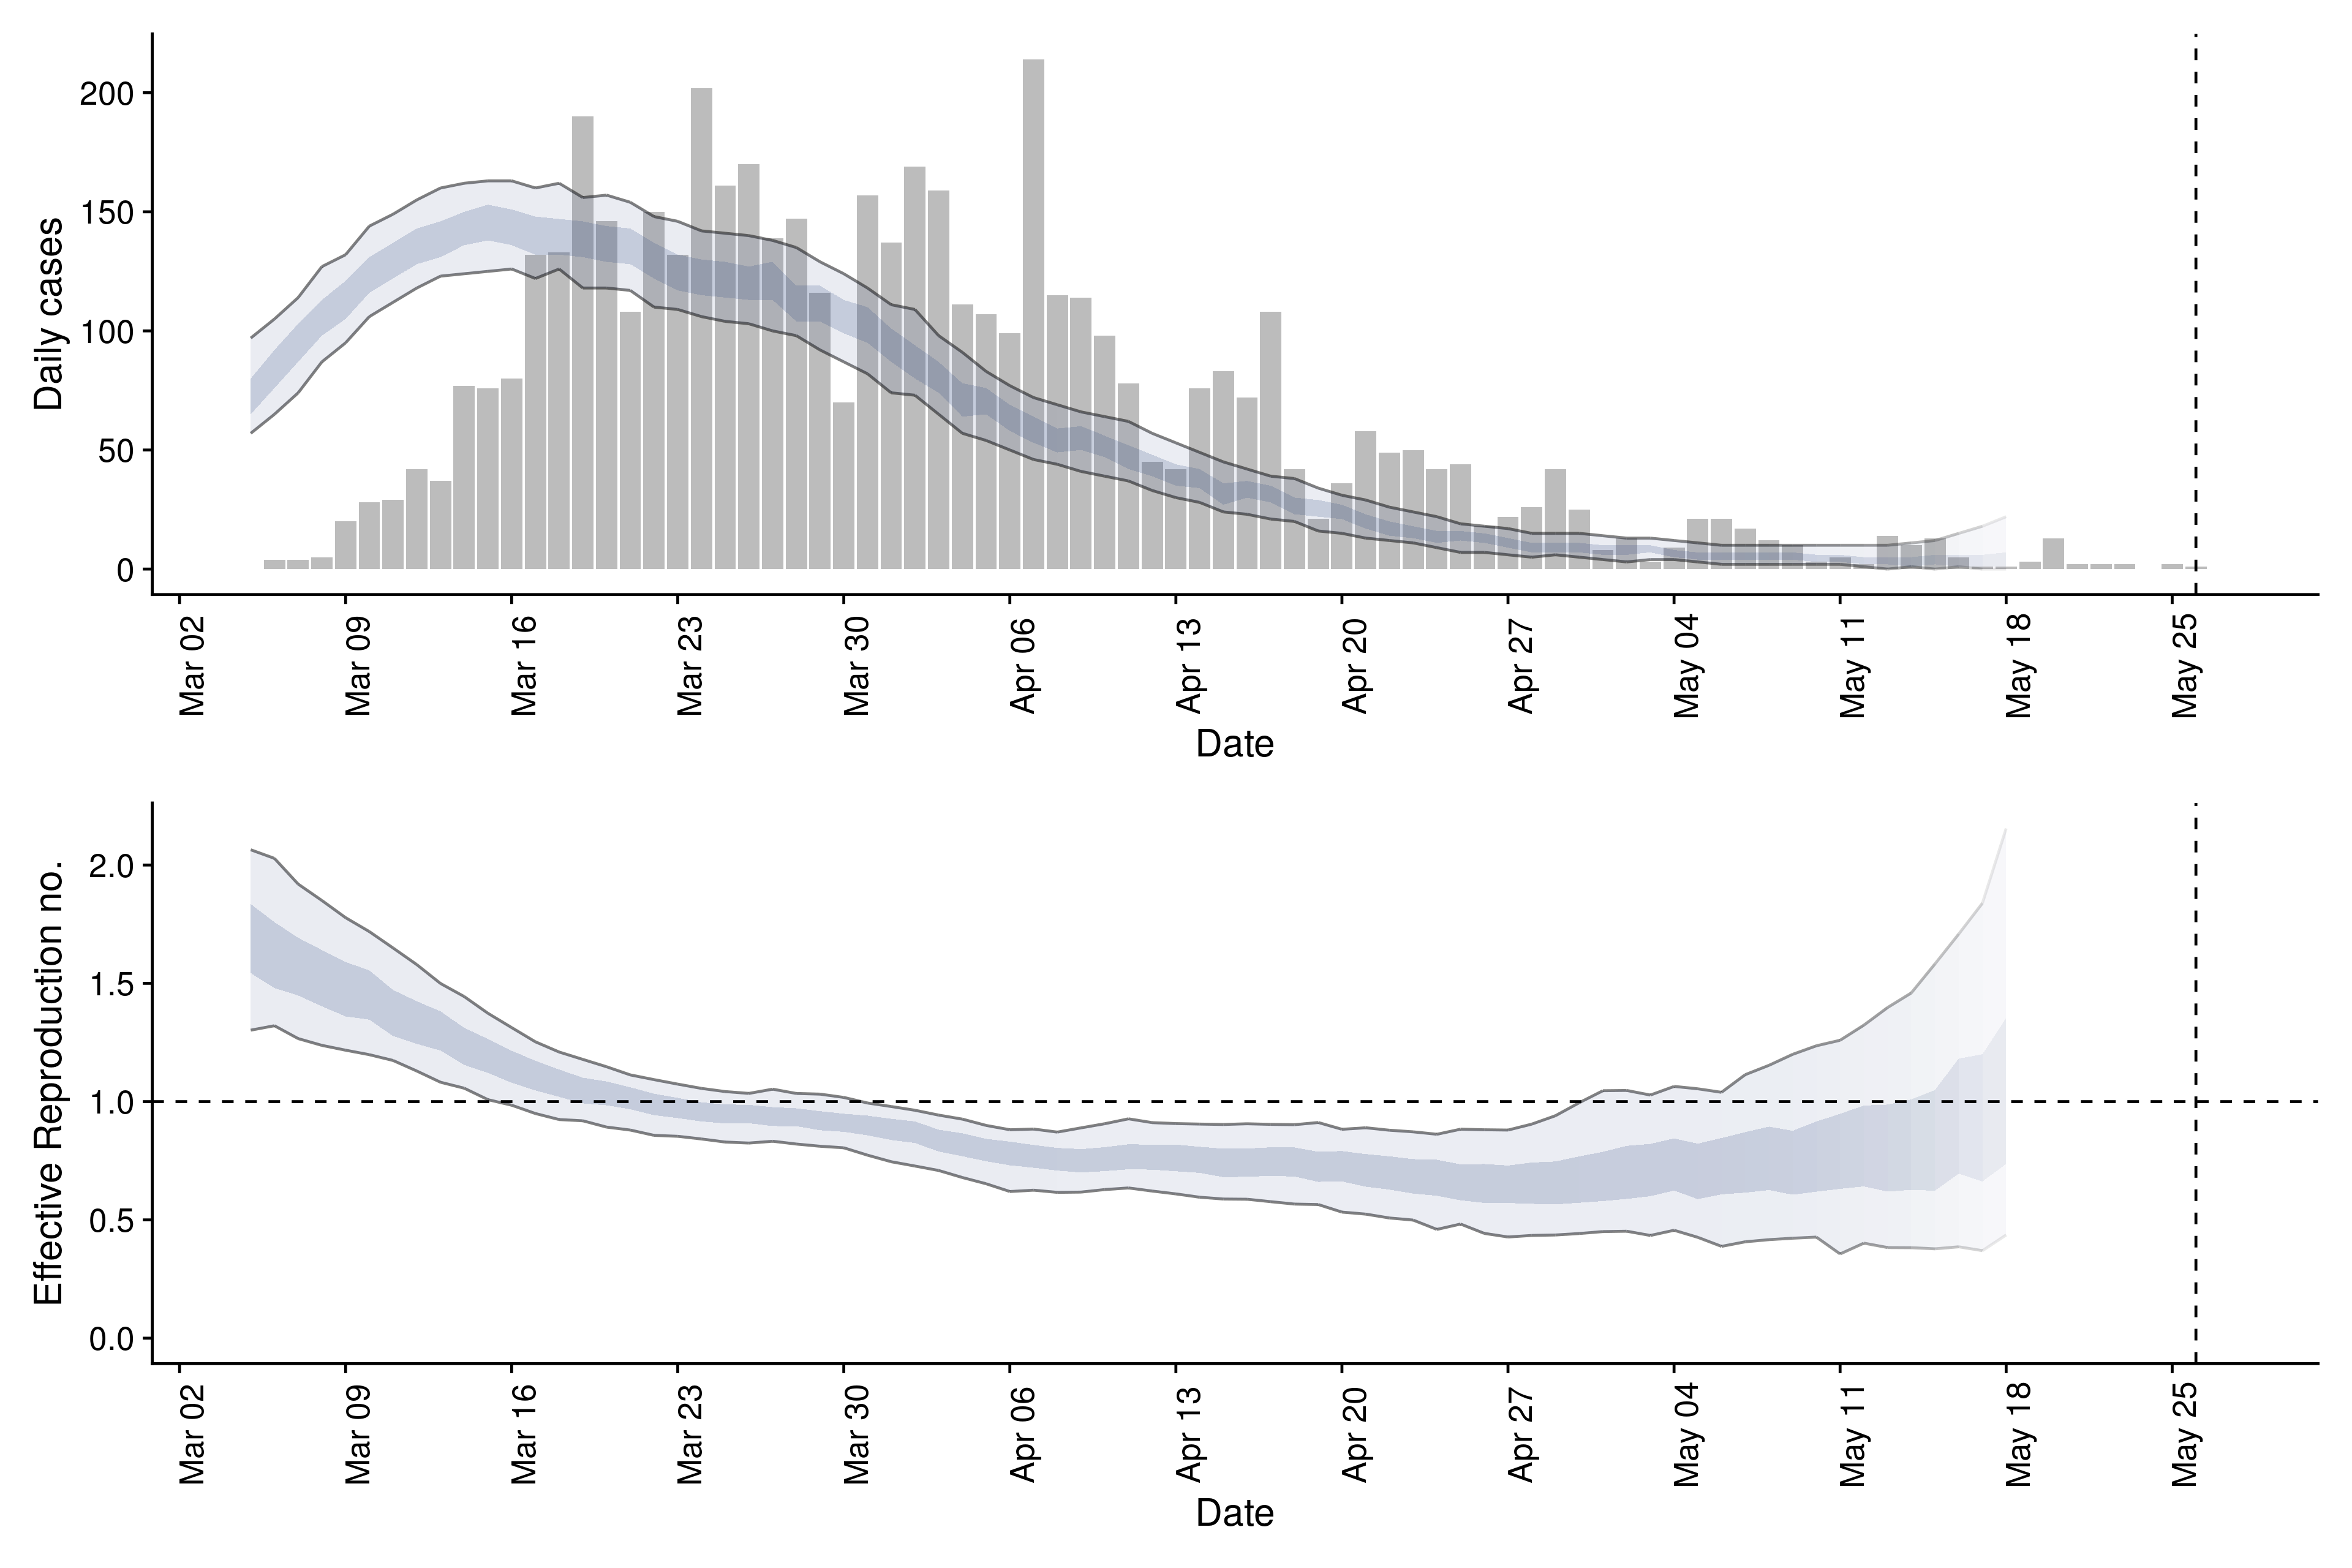 Daily cases
200
150
100
50
0
Mar 02
Mar 09
Mar 16
Mar 23
Mar 30
Apr 06
Apr 13
Apr 20
Apr 27
May 04
May 11
May 18
May 25
Date
Effective Reproduction no.
2.0
1.5
1.0
0.5
0.0
Mar 02
Mar 09
Mar 16
Mar 23
Mar 30
Apr 06
Apr 13
Apr 20
Apr 27
May 04
May 11
May 18
May 25
Date